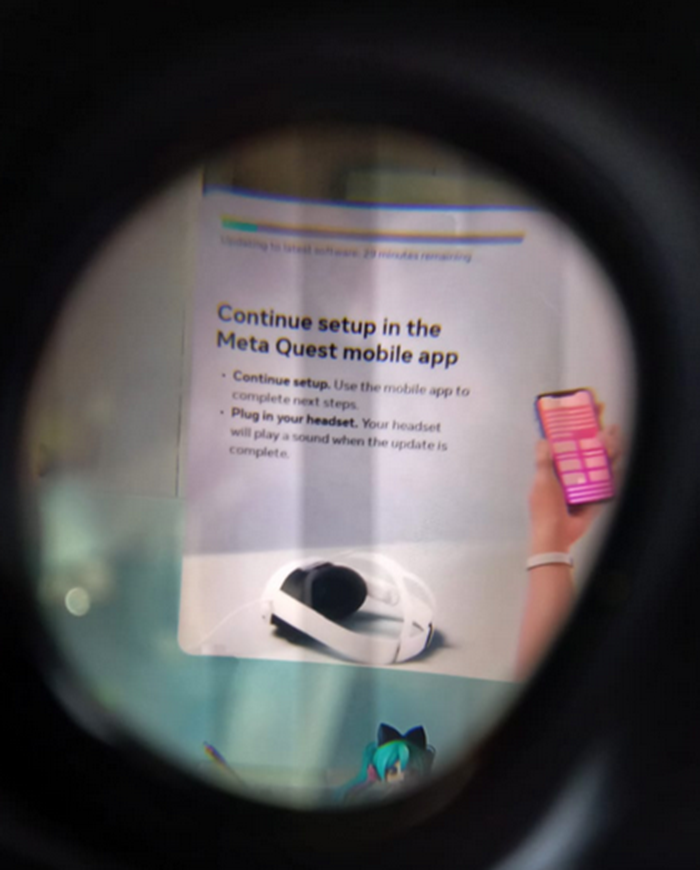 Updating to latest software: 29 minutes remaining
Continue setup in the
Meta Quest mobile app
• Continue setup. Use the mobile app to
complete next steps.
• Plug in your headset. Your headset
will play a sound when the update is
complete.